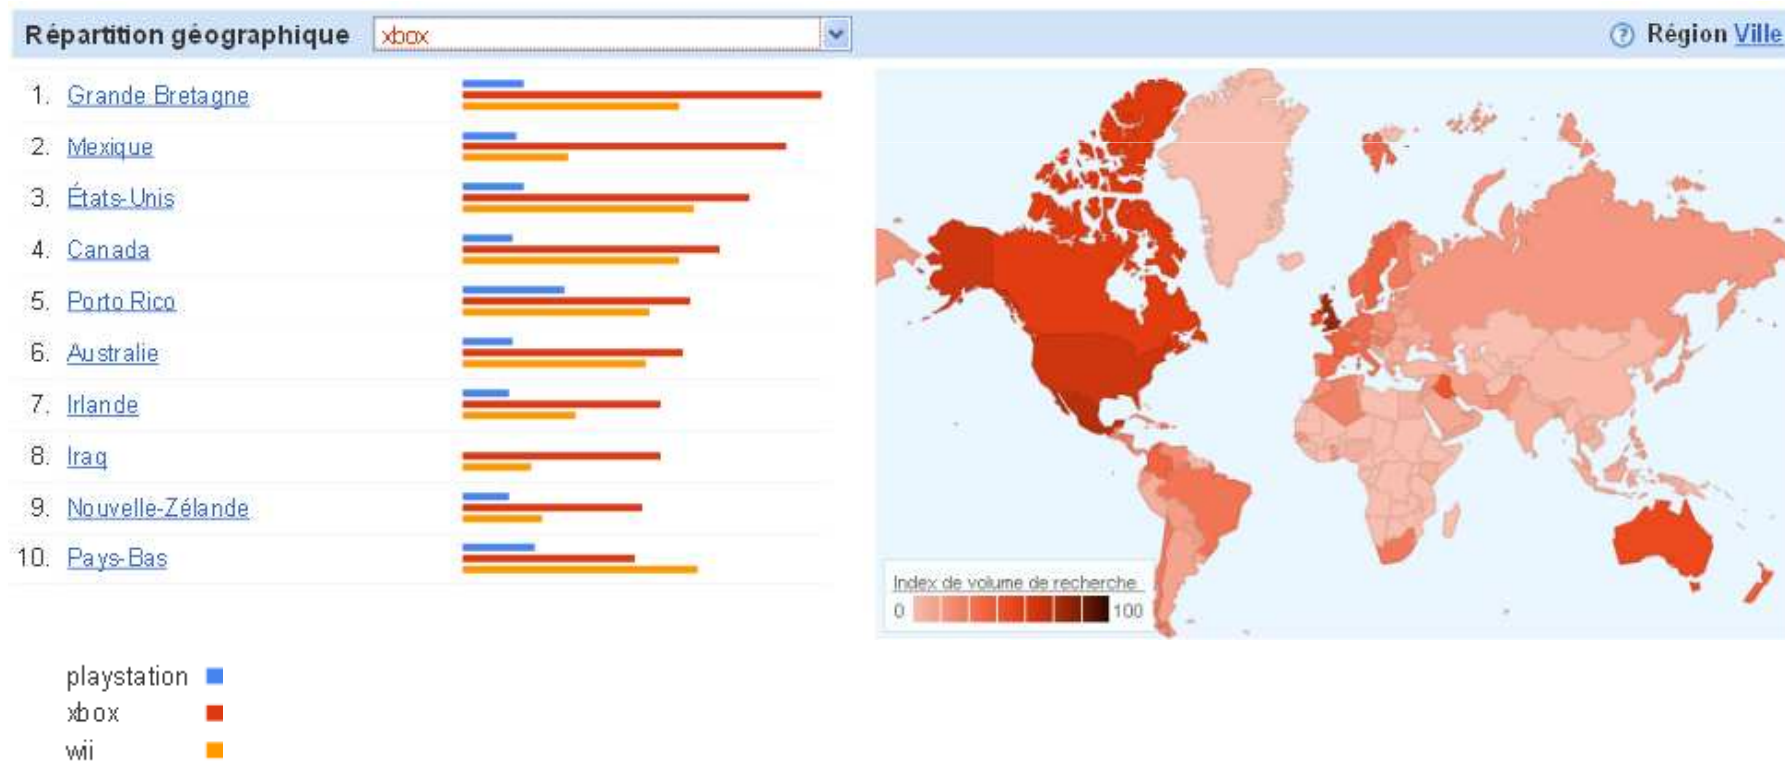 Répartition géographique xbox Région Ville
1. Grande Bretagne
2. Mexique
3. États-Unis
4. Canada
5. Porto Rico
6. Australie
7. Irlande
8. Iraq
9. Nouvelle-Zélande
10. Pays-Bas
Index de volume de recherche
0 100
playstation
xbox
wii